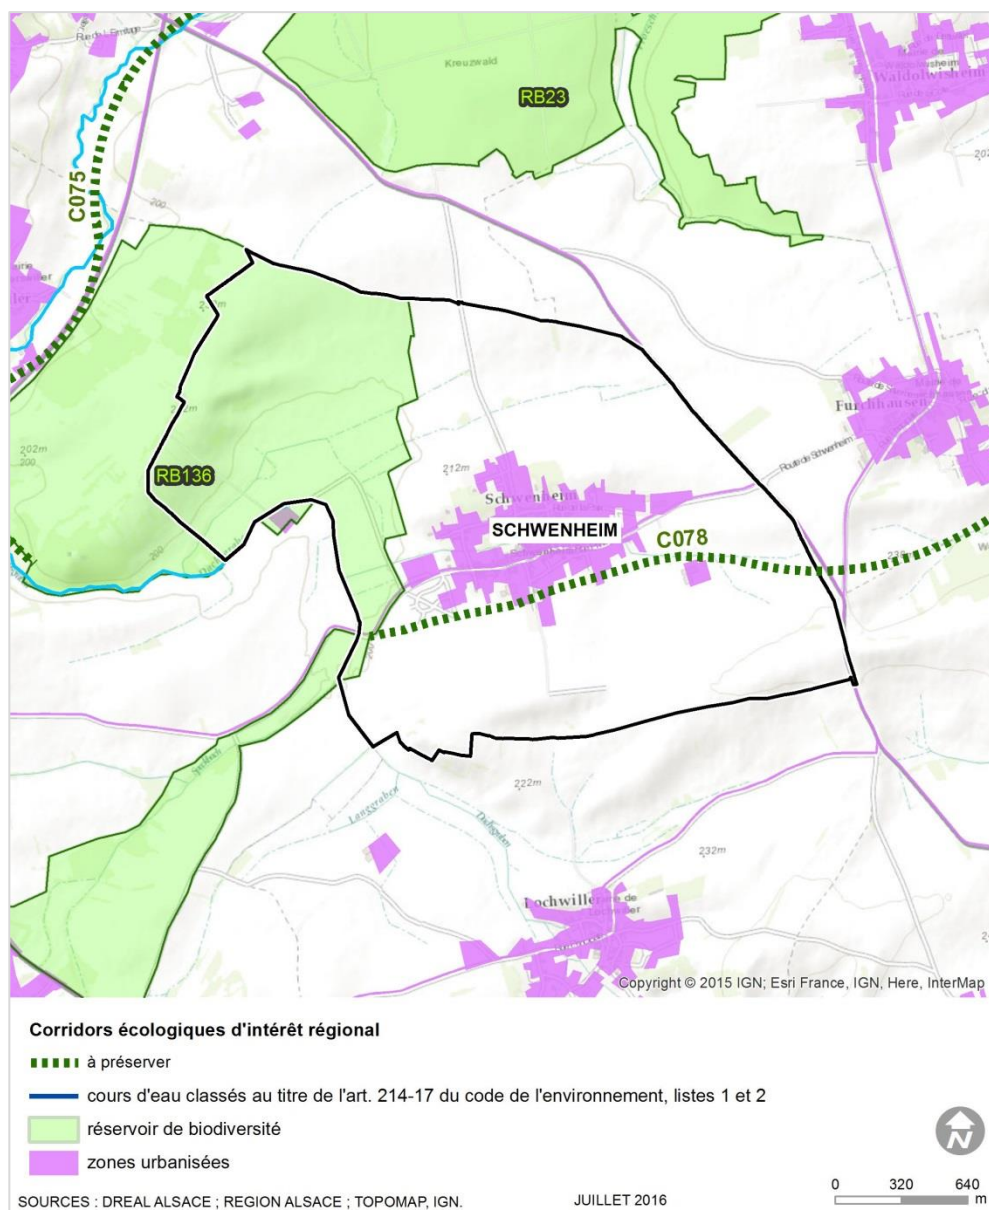 Kreuzwald
RB23
Waldolwisheim
C075
200
RB136
202m
200
212m
Schwenheim
SCHWENHEIM
C078
Furchhausen
Route de Schwenheim
200
222m
Langgraben
232m
Lochwiller
Copyright © 2015 IGN; Esri France, IGN, Here, InterMap
Corridors écologiques d'intérêt régional
à préserver
cours d'eau classés au titre de l'art. 214-17 du code de l'environnement, listes 1 et 2
réservoir de biodiversité
zones urbanisées
N
SOURCES : DREAL ALSACE ; REGION ALSACE ; TOPOMAP, IGN.
JUILLET 2016
0 320 640
m